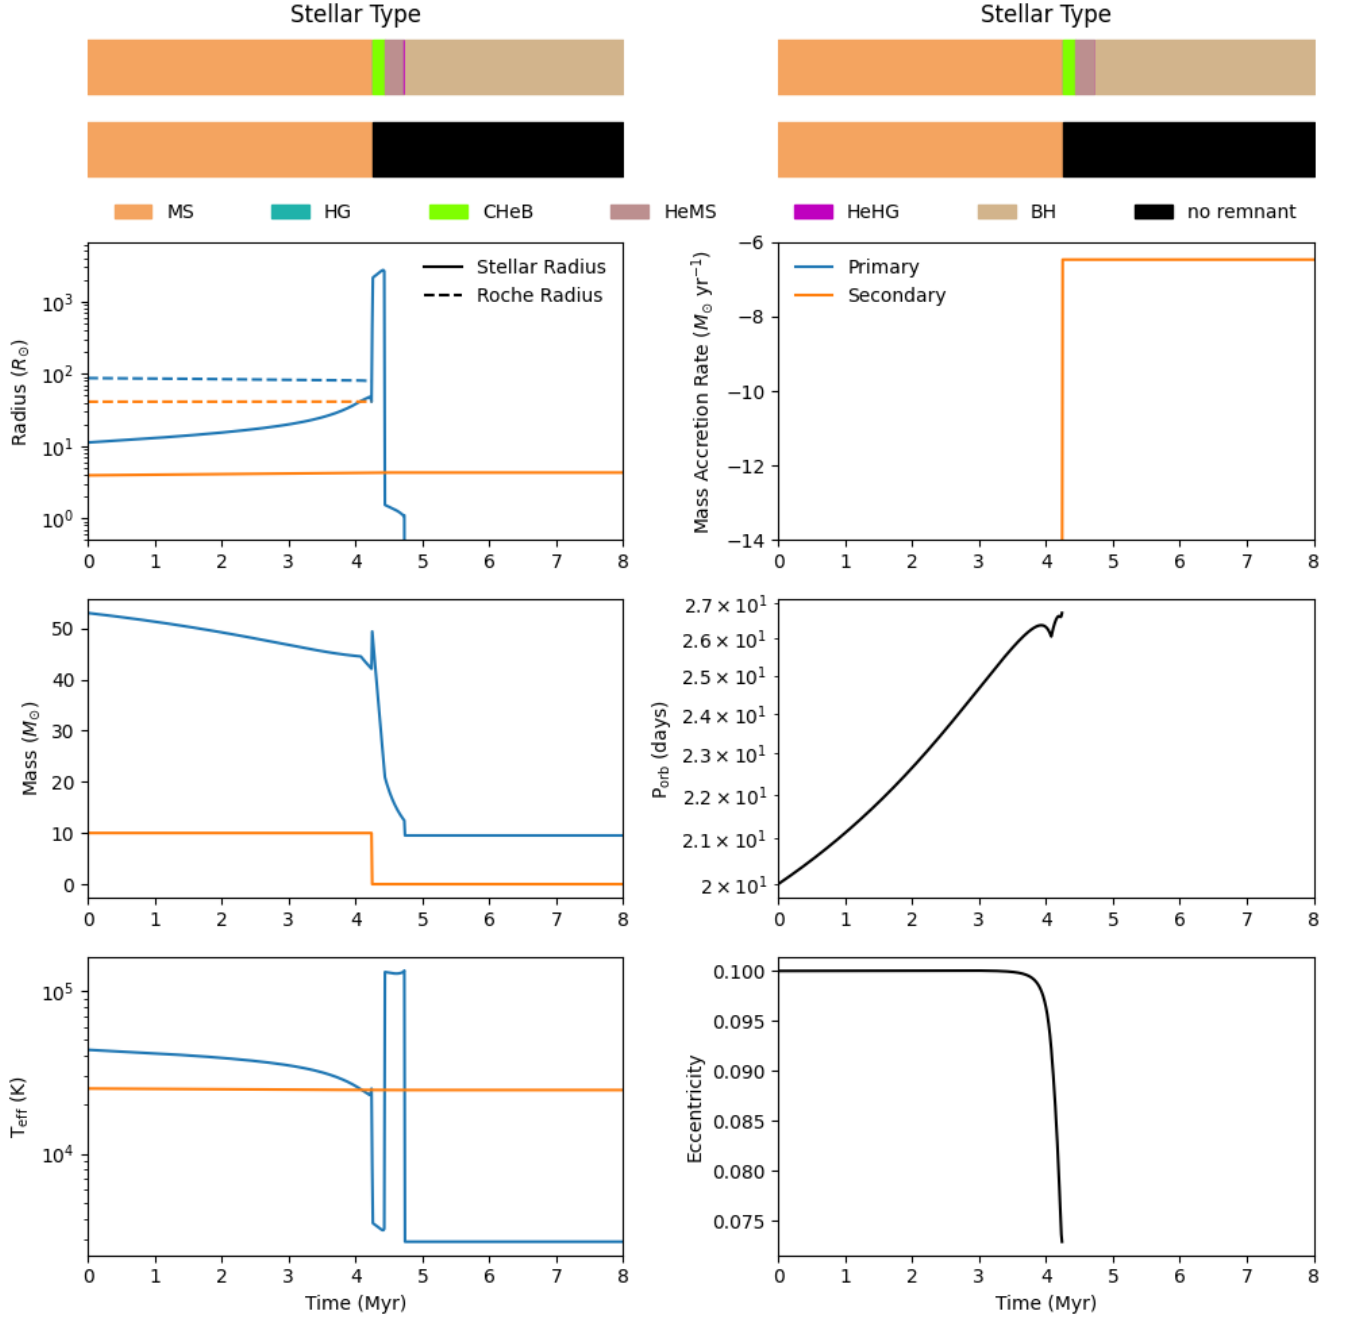 Stellar Type Stellar Type
MS HG CHeB HeMS HeHG BH no remnant
Stellar Radius
Roche Radius
10³
10²
10¹
10⁰
Radius (R⊙)
0 1 2 3 4 5 6 7 8
Primary
Secondary
−6
−8
−10
−12
−14
Mass Accretion Rate (M⊙ yr⁻¹)
0 1 2 3 4 5 6 7 8
50
40
30
20
10
0
Mass (M⊙)
0 1 2 3 4 5 6 7 8
2.7 × 10¹
2.6 × 10¹
2.5 × 10¹
2.4 × 10¹
2.3 × 10¹
2.2 × 10¹
2.1 × 10¹
2 × 10¹
P_orb (days)
0 1 2 3 4 5 6 7 8
10⁵
10⁴
T_eff (K)
0 1 2 3 4 5 6 7 8
Time (Myr)
0.100
0.095
0.090
0.085
0.080
0.075
Eccentricity
0 1 2 3 4 5 6 7 8
Time (Myr)